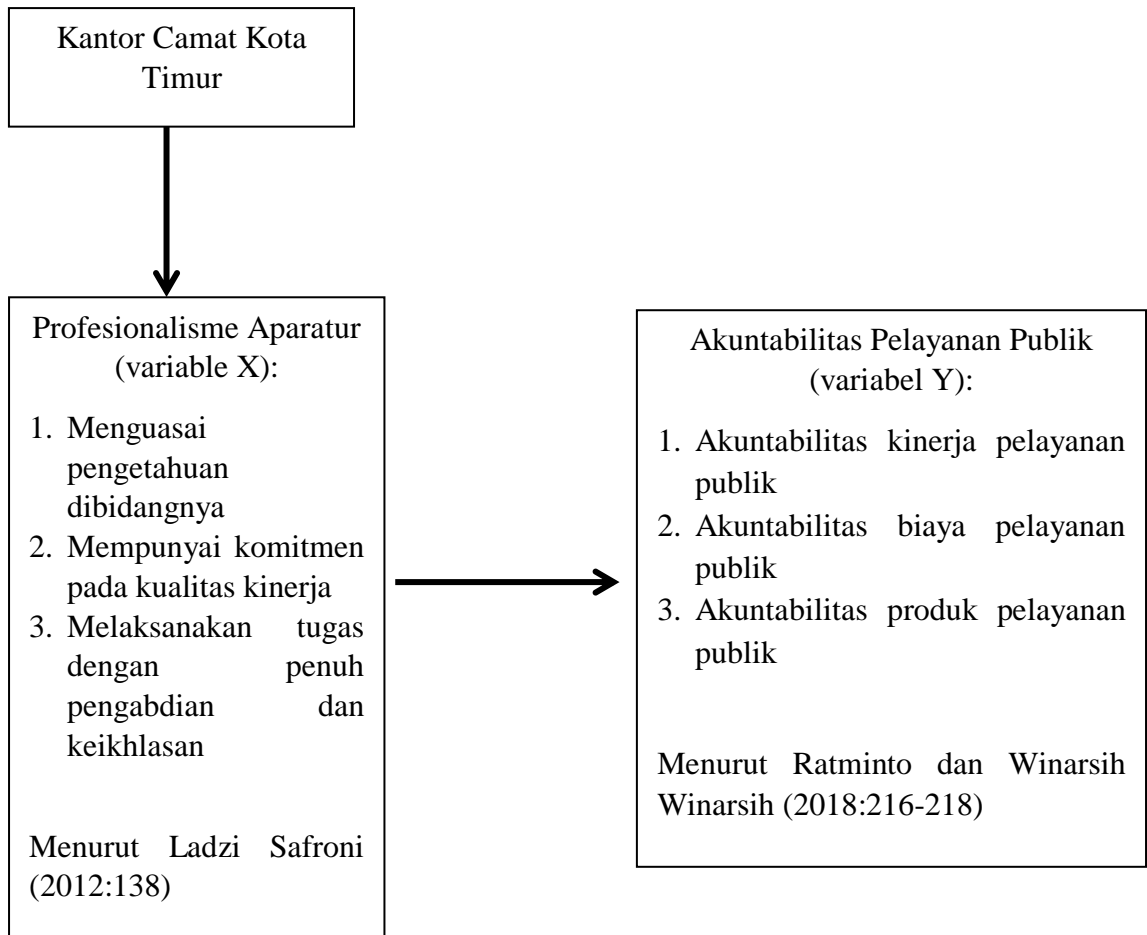 Kantor Camat Kota
Timur
Profesionalisme Aparatur
(variable X):
1. Menguasai
pengetahuan
dibidangnya
2. Mempunyai komitmen
pada kualitas kinerja
3. Melaksanakan tugas
dengan penuh
pengabdian dan
keikhlasan
Menurut Ladzi Safroni
(2012:138)
Akuntabilitas Pelayanan Publik
(variabel Y):
1. Akuntabilitas kinerja pelayanan
publik
2. Akuntabilitas biaya pelayanan
publik
3. Akuntabilitas produk pelayanan
publik
Menurut Ratminto dan Winarsih
Winarsih (2018:216-218)